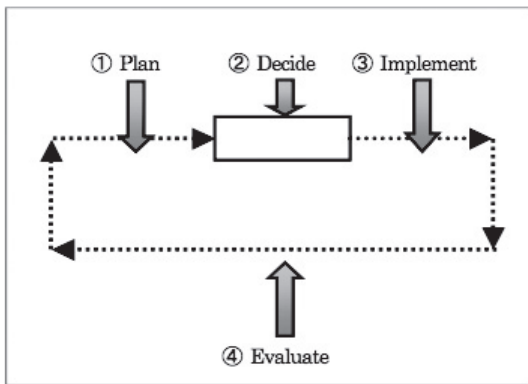 ① Plan
② Decide
③ Implement
④ Evaluate